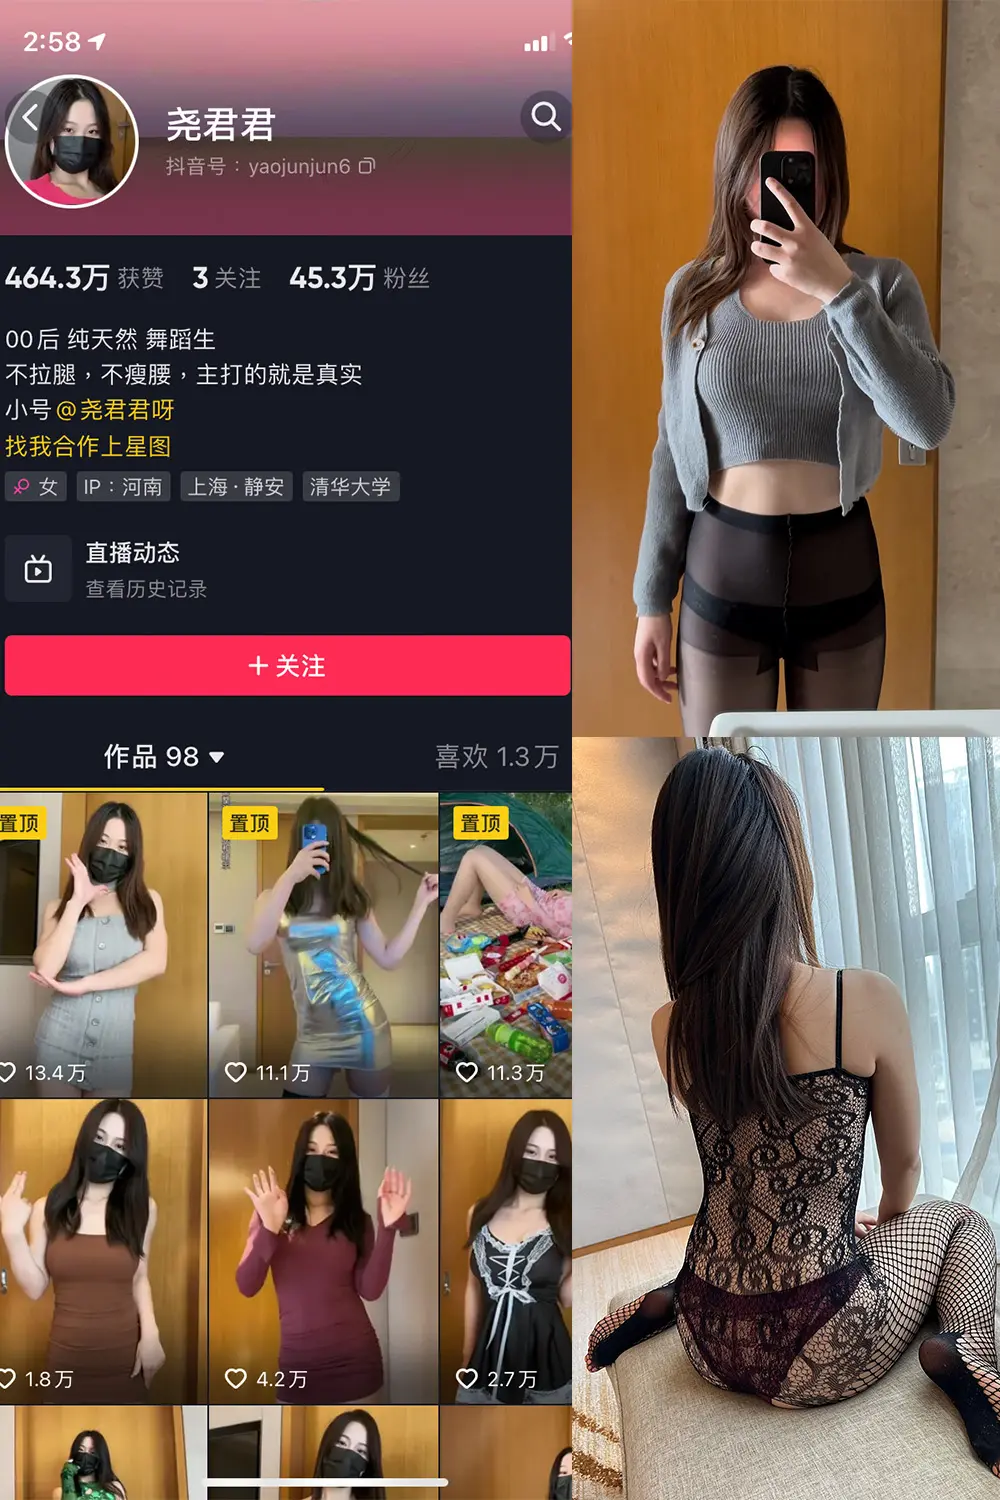 2:58
尧君君
抖音号：yaojunjun6
464.3万 获赞 3 关注 45.3万 粉丝
00后 纯天然 舞蹈生
不拉腿，不瘦腰，主打的就是真实
小号@尧君君呀
找我合作上星图
女 IP：河南 上海·静安 清华大学
直播动态
查看历史记录
+ 关注
作品 98 喜欢 1.3万
置顶 置顶 置顶
13.4万 11.1万 11.3万
1.8万 4.2万 2.7万